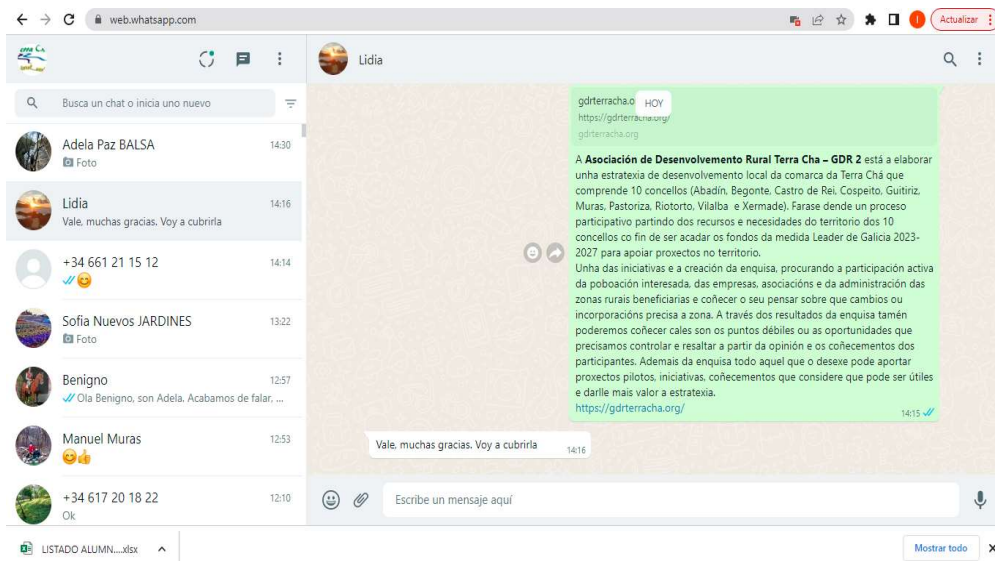 web.whatsapp.com
Actualizar
Lidia
Busca un chat o inicia uno nuevo
Adela Paz BALSA
14:30
Foto
Lidia
14:16
Vale, muchas gracias. Voy a cubrirla
+34 661 21 15 12
14:14
😊
Sofia Nuevos JARDINES
13:22
Foto
Benigno
12:57
Ola Benigno, son Adela. Acabamos de falar, ...
Manuel Muras
12:53
😊👍
+34 617 20 18 22
12:10
Ok
gdrterracha.o
HOY
https://gdrterracha.org/
gdrterracha.org
A Asociación de Desenvolvemento Rural Terra Cha – GDR 2 está a elaborar
unha estratexia de desenvolvemento local da comarca da Terra Chá que
comprende 10 concellos (Abadín, Begonte, Castro de Rei, Cospeito, Guitiriz,
Muras, Pastoriza, Riotorto, Vilalba e Xermade). Farase dende un proceso
participativo partindo dos recursos e necesidades do territorio dos 10
concellos co fin de ser acadar os fondos da medida Leader de Galicia 2023-
2027 para apoiar proxectos no territorio.
Unha das iniciativas e a creación da enquisa, procurando a participación activa
da poboación interesada, das empresas, asociacións e da administración das
zonas rurais beneficiarias e coñecer o seu pensar sobre que cambios ou
incorporacións precisa a zona. A través dos resultados da enquisa tamén
poderemos coñecer cales son os puntos débiles ou as oportunidades que
precisamos controlar e resaltar a partir da opinión e os coñecementos dos
participantes. Ademais da enquisa todo aquel que o desexe pode aportar
proxectos pilotos, iniciativas, coñecementos que considere que pode ser útiles
e darlle mais valor a estratexia.
https://gdrterracha.org/
14:15
Vale, muchas gracias. Voy a cubrirla
14:16
Escribe un mensaje aquí
LISTADO ALUMN....xlsx
Mostrar todo